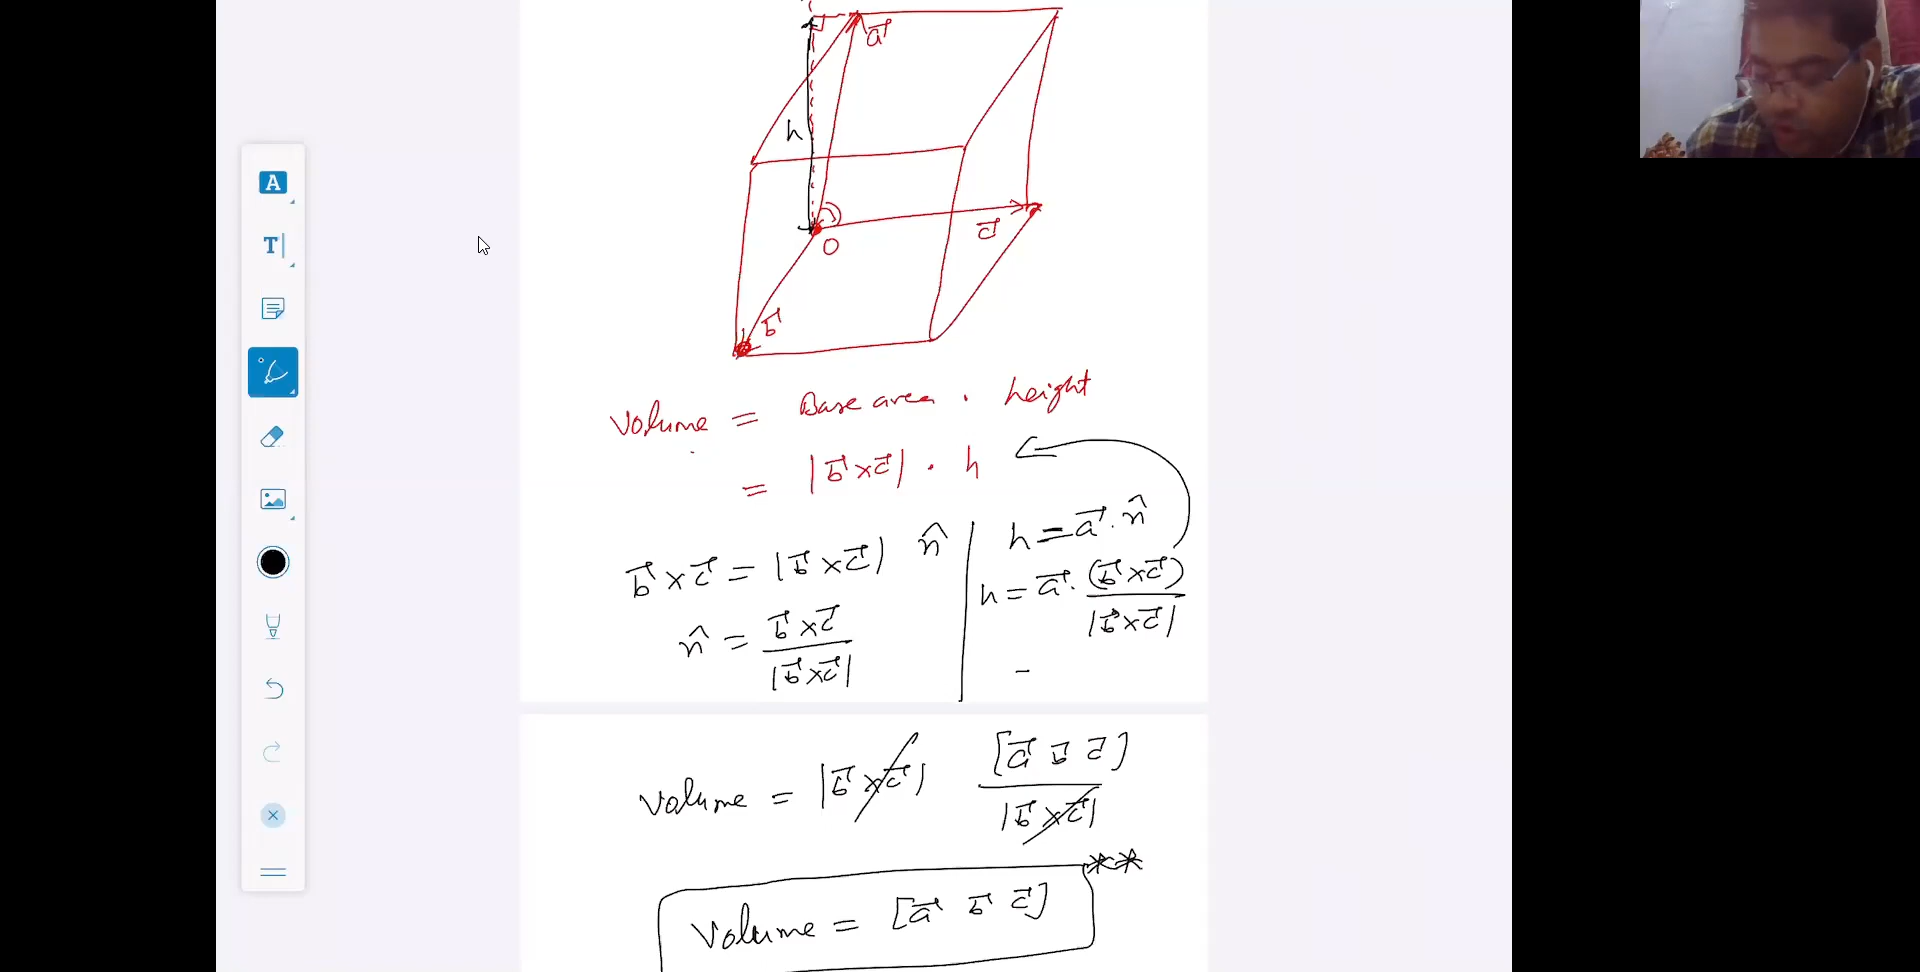 a⃗
h
O
c⃗
b⃗
Volume = Base area . height
= |b⃗ × c⃗| . h
b⃗ × c⃗ = |b⃗ × c⃗| n̂
n̂ = b⃗ × c⃗ / |b⃗ × c⃗|
h = a⃗ . n̂
h = a⃗ . (b⃗ × c⃗) / |b⃗ × c⃗|
–
Volume = |b⃗ × c⃗| [a⃗ b⃗ c⃗] / |b⃗ × c⃗|
**
Volume = [a⃗ b⃗ c⃗]
A
T